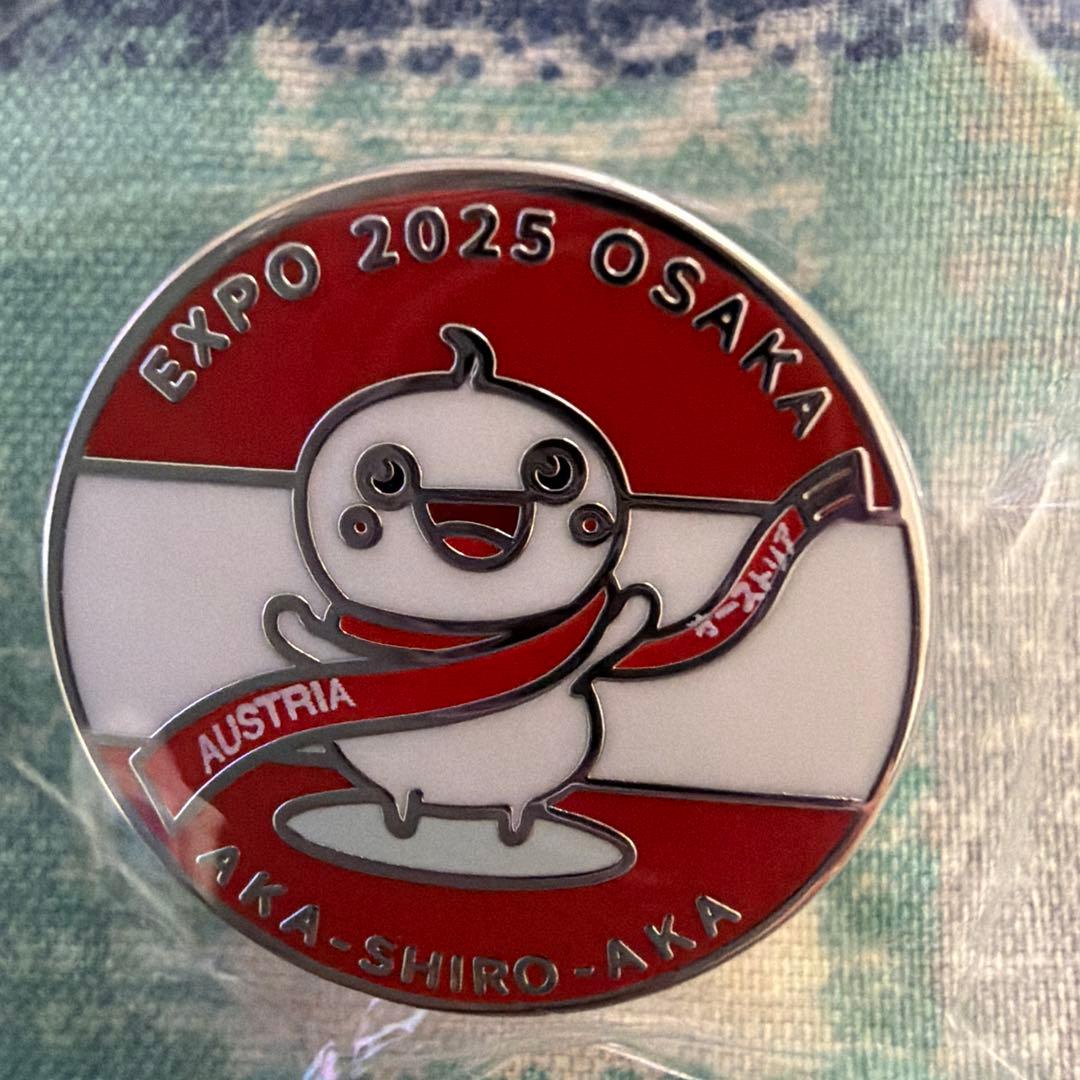 EXPO 2025 OSAKA
オーストリア
AUSTRIA
AKA-SHIRO-AKA